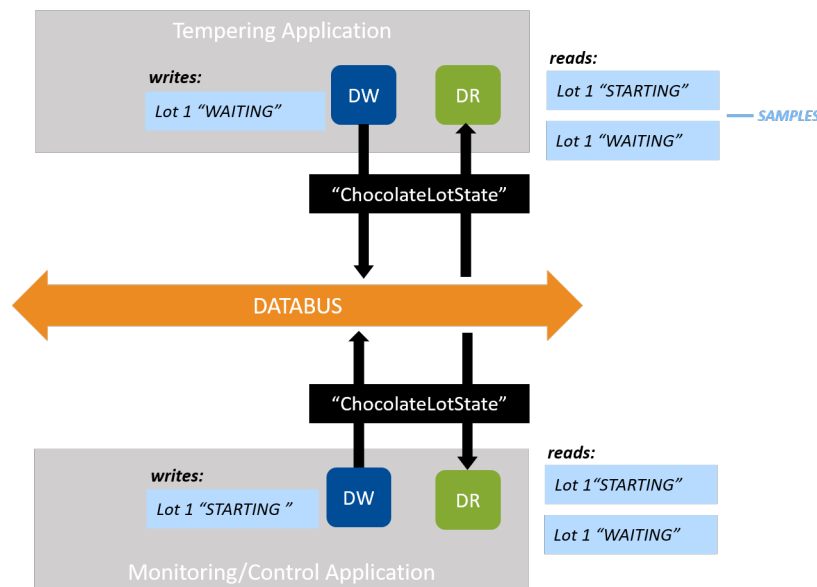 Tempering Application
writes:
Lot 1 “WAITING”
DW
DR
reads:
Lot 1 “STARTING”
Lot 1 “WAITING”
SAMPLES
“ChocolateLotState”
DATABUS
“ChocolateLotState”
writes:
Lot 1 “STARTING ”
DW
DR
reads:
Lot 1“STARTING”
Lot 1 “WAITING”
Monitoring/Control Application